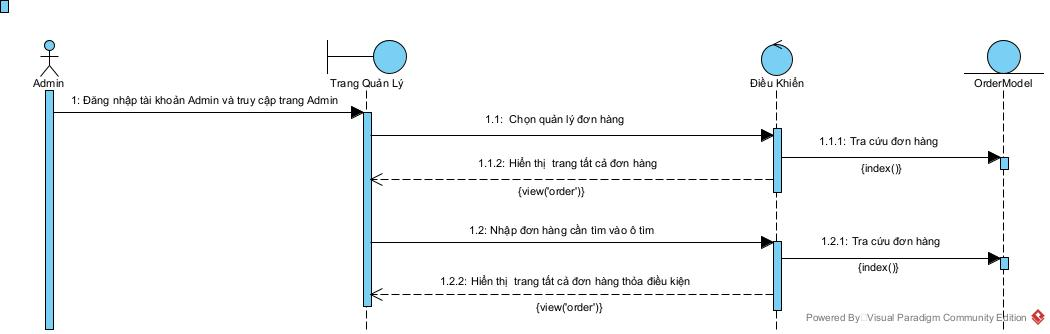 Admin
Trang Quản Lý
Điều Khiển
OrderModel
1: Đăng nhập tài khoản Admin và truy cập trang Admin
1.1: Chọn quản lý đơn hàng
1.1.1: Tra cứu đơn hàng
{index()}
1.1.2: Hiển thị trang tất cả đơn hàng
{view('order')}
1.2: Nhập đơn hàng cần tìm vào ô tìm
1.2.1: Tra cứu đơn hàng
{index()}
1.2.2: Hiển thị trang tất cả đơn hàng thỏa điều kiện
{view('order')}
Powered By Visual Paradigm Community Edition